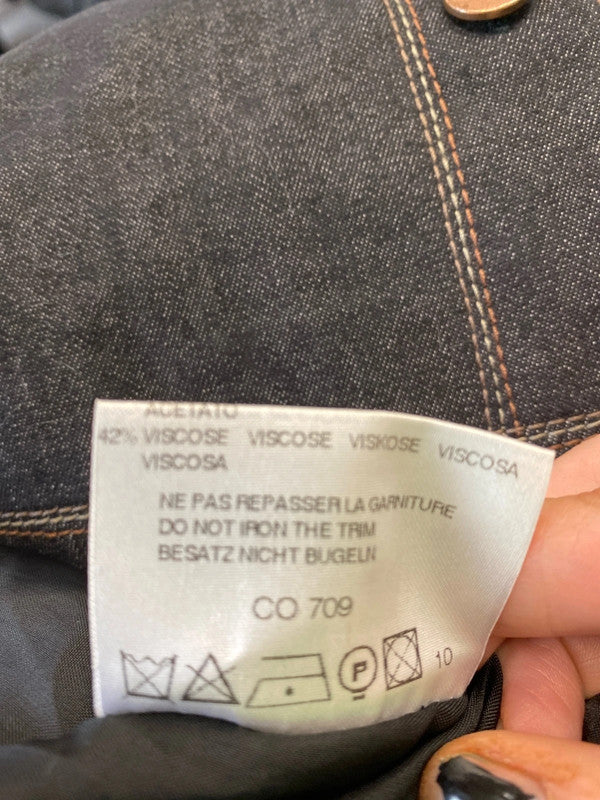 ACETATO
42% VISCOSE VISCOSE VISKOSE VISCOSA
VISCOSA
NE PAS REPASSER LA GARNITURE
DO NOT IRON THE TRIM
BESATZ NICHT BUGELN
CO 709
P 10